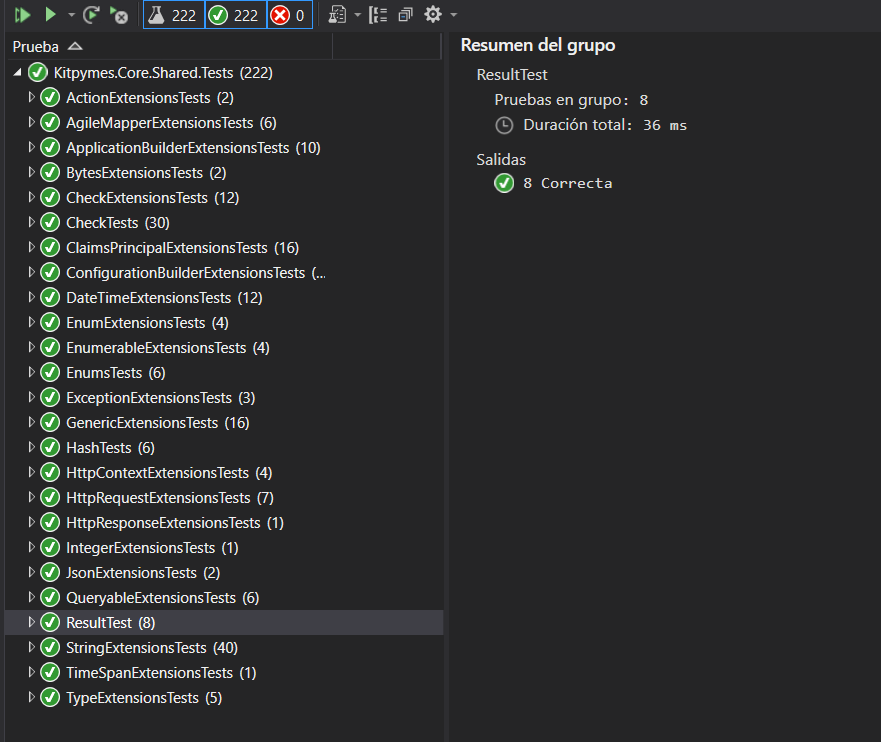 222 222 0
Prueba
Kitpymes.Core.Shared.Tests (222)
ActionExtensionsTests (2)
AgileMapperExtensionsTests (6)
ApplicationBuilderExtensionsTests (10)
BytesExtensionsTests (2)
CheckExtensionsTests (12)
CheckTests (30)
ClaimsPrincipalExtensionsTests (16)
ConfigurationBuilderExtensionsTests (...
DateTimeExtensionsTests (12)
EnumExtensionsTests (4)
EnumerableExtensionsTests (4)
EnumsTests (6)
ExceptionExtensionsTests (3)
GenericExtensionsTests (16)
HashTests (6)
HttpContextExtensionsTests (4)
HttpRequestExtensionsTests (7)
HttpResponseExtensionsTests (1)
IntegerExtensionsTests (1)
JsonExtensionsTests (2)
QueryableExtensionsTests (6)
ResultTest (8)
StringExtensionsTests (40)
TimeSpanExtensionsTests (1)
TypeExtensionsTests (5)
Resumen del grupo
ResultTest
Pruebas en grupo: 8
Duración total: 36 ms
Salidas
8 Correcta